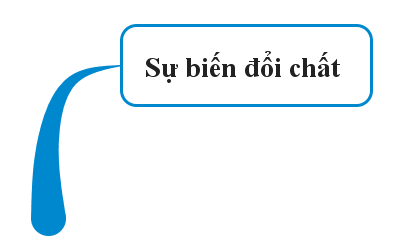 Sự biến đổi chất